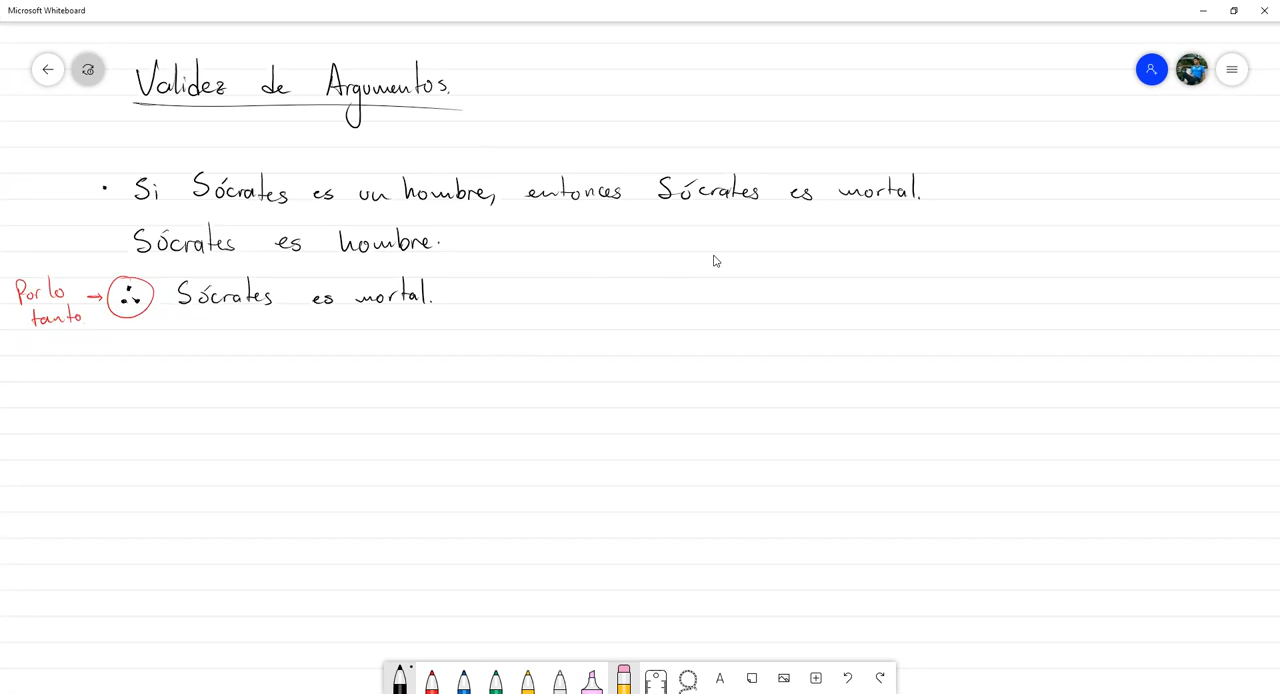 Microsoft Whiteboard
Validez de Argumentos.
• Si Sócrates es un hombre, entonces Sócrates es mortal.
Sócrates es hombre.
Por lo tanto → ∴ Sócrates es mortal.
A